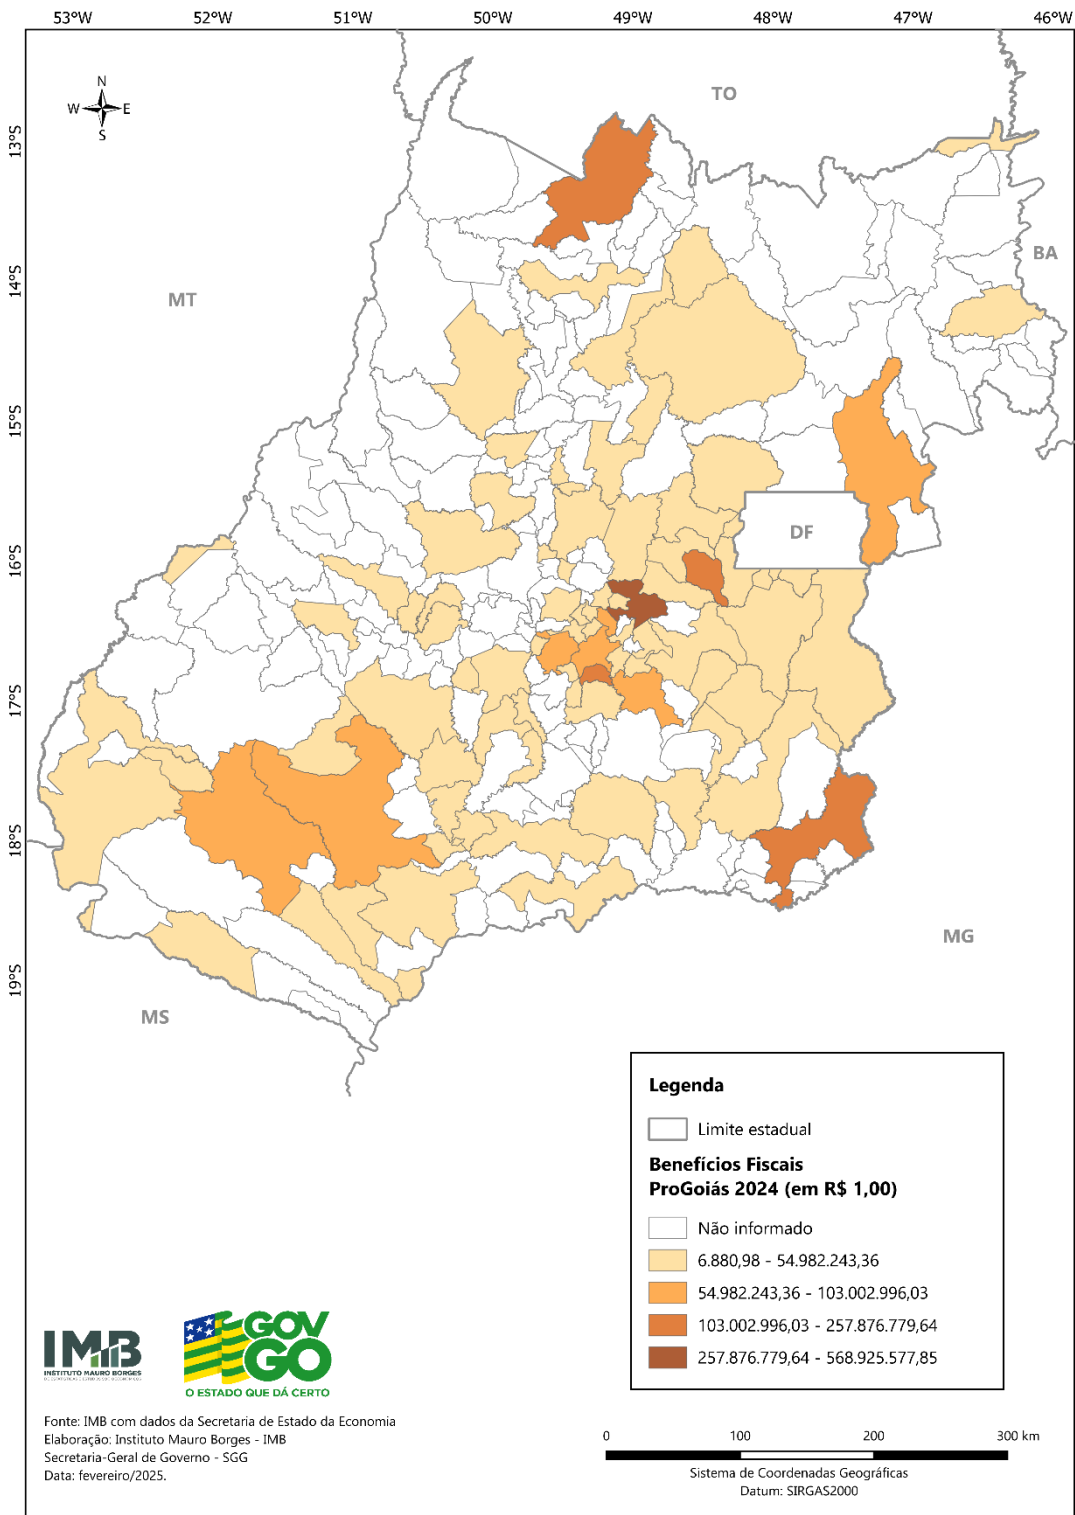 53°W 52°W 51°W 50°W 49°W 48°W 47°W 46°W
N
W E
S
TO
13°S
BA
14°S
MT
15°S
DF
16°S
17°S
18°S
MG
19°S
MS
Legenda
Limite estadual
Benefícios Fiscais
ProGoiás 2024 (em R$ 1,00)
Não informado
6.880,98 - 54.982.243,36
54.982.243,36 - 103.002.996,03
103.002.996,03 - 257.876.779,64
257.876.779,64 - 568.925.577,85
IMB
INSTITUTO MAURO BORGES
GOV
GO
O ESTADO QUE DÁ CERTO
Fonte: IMB com dados da Secretaria de Estado da Economia
Elaboração: Instituto Mauro Borges - IMB
Secretaria-Geral de Governo - SGG
Data: fevereiro/2025.
0 100 200 300 km
Sistema de Coordenadas Geográficas
Datum: SIRGAS2000